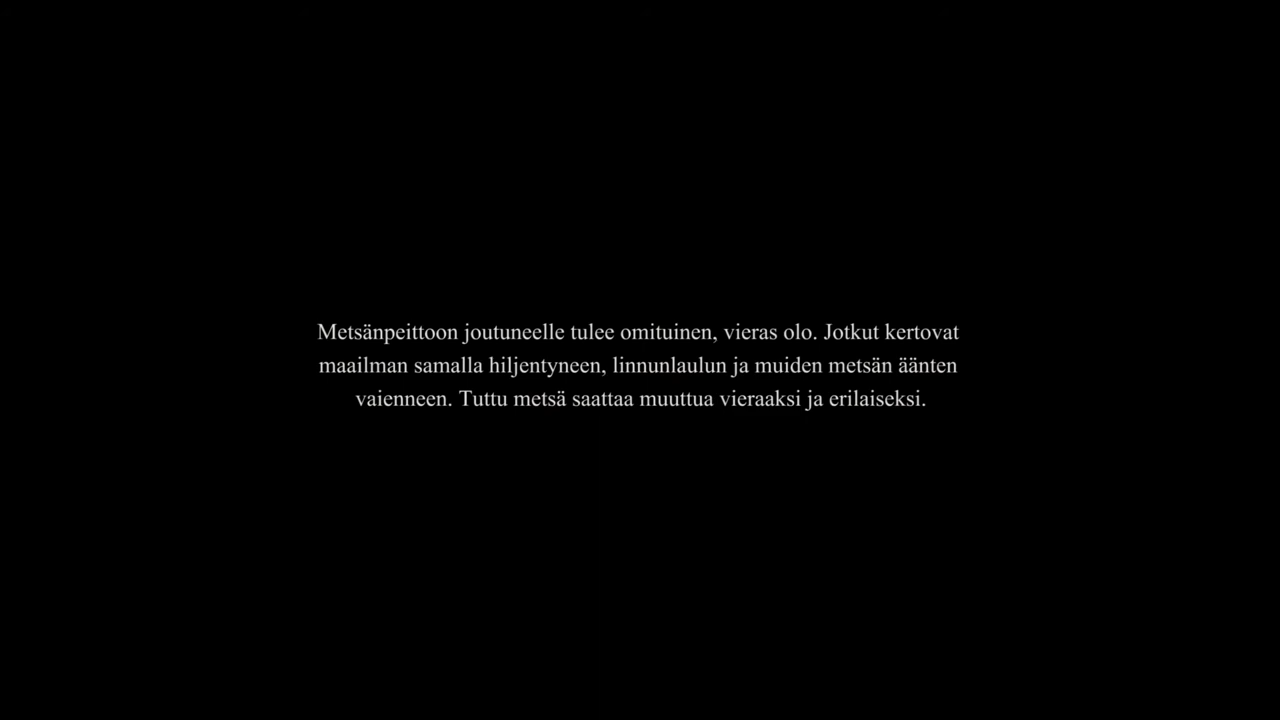 Metsänpeittoon joutuneelle tulee omituinen, vieras olo. Jotkut kertovat
maailman samalla hiljentyneen, linnunlaulun ja muiden metsän äänten
vaienneen. Tuttu metsä saattaa muuttua vieraaksi ja erilaiseksi.